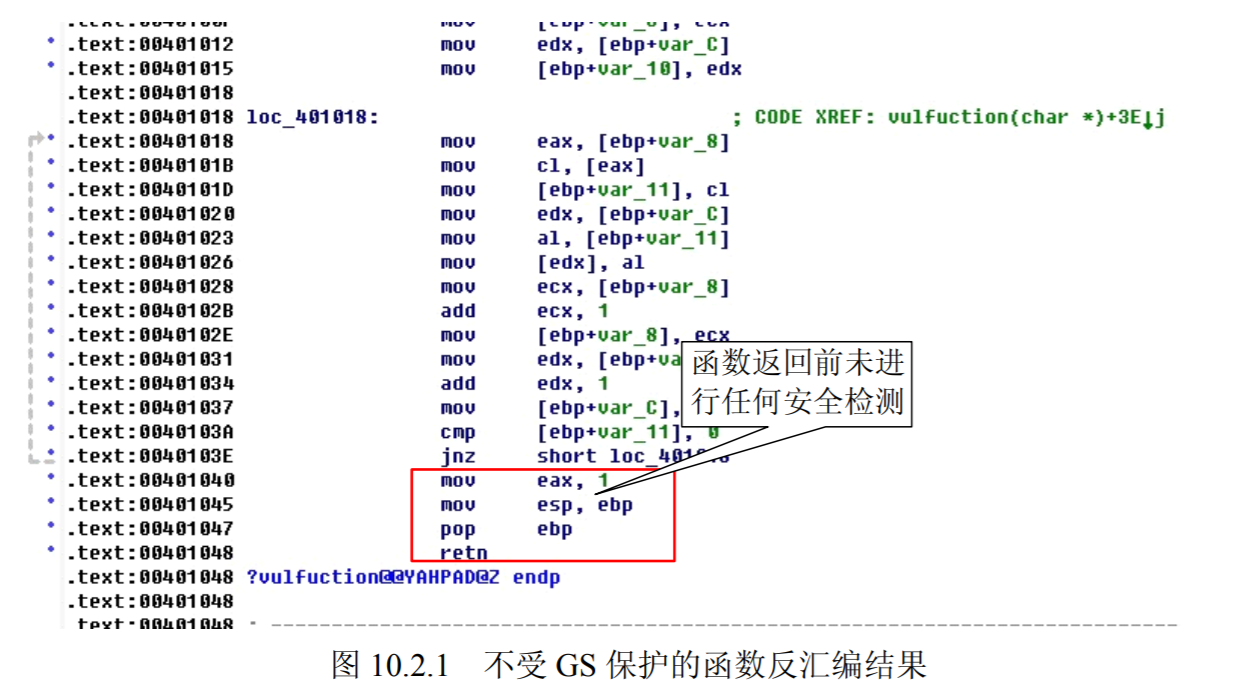 .text:00401012 mov edx, [ebp+var_C]
.text:00401015 mov [ebp+var_10], edx
.text:00401018
.text:00401018 loc_401018: ; CODE XREF: vulfuction(char *)+3E↓j
.text:00401018 mov eax, [ebp+var_8]
.text:0040101B mov cl, [eax]
.text:0040101D mov [ebp+var_11], cl
.text:00401020 mov edx, [ebp+var_C]
.text:00401023 mov al, [ebp+var_11]
.text:00401026 mov [edx], al
.text:00401028 mov ecx, [ebp+var_8]
.text:0040102B add ecx, 1
.text:0040102E mov [ebp+var_8], ecx
.text:00401031 mov edx, [ebp+va
.text:00401034 add edx, 1
.text:00401037 mov [ebp+var_C],
.text:0040103A cmp [ebp+var_11], 0
.text:0040103E jnz short loc_401018
函数返回前未进
行任何安全检测
.text:00401040 mov eax, 1
.text:00401045 mov esp, ebp
.text:00401047 pop ebp
.text:00401048 retn
.text:00401048 ?vulfuction@@YAHPAD@Z endp
.text:00401048
.text:00401048 ; ---------------------------------------------------------------------------
图 10.2.1 不受 GS 保护的函数反汇编结果